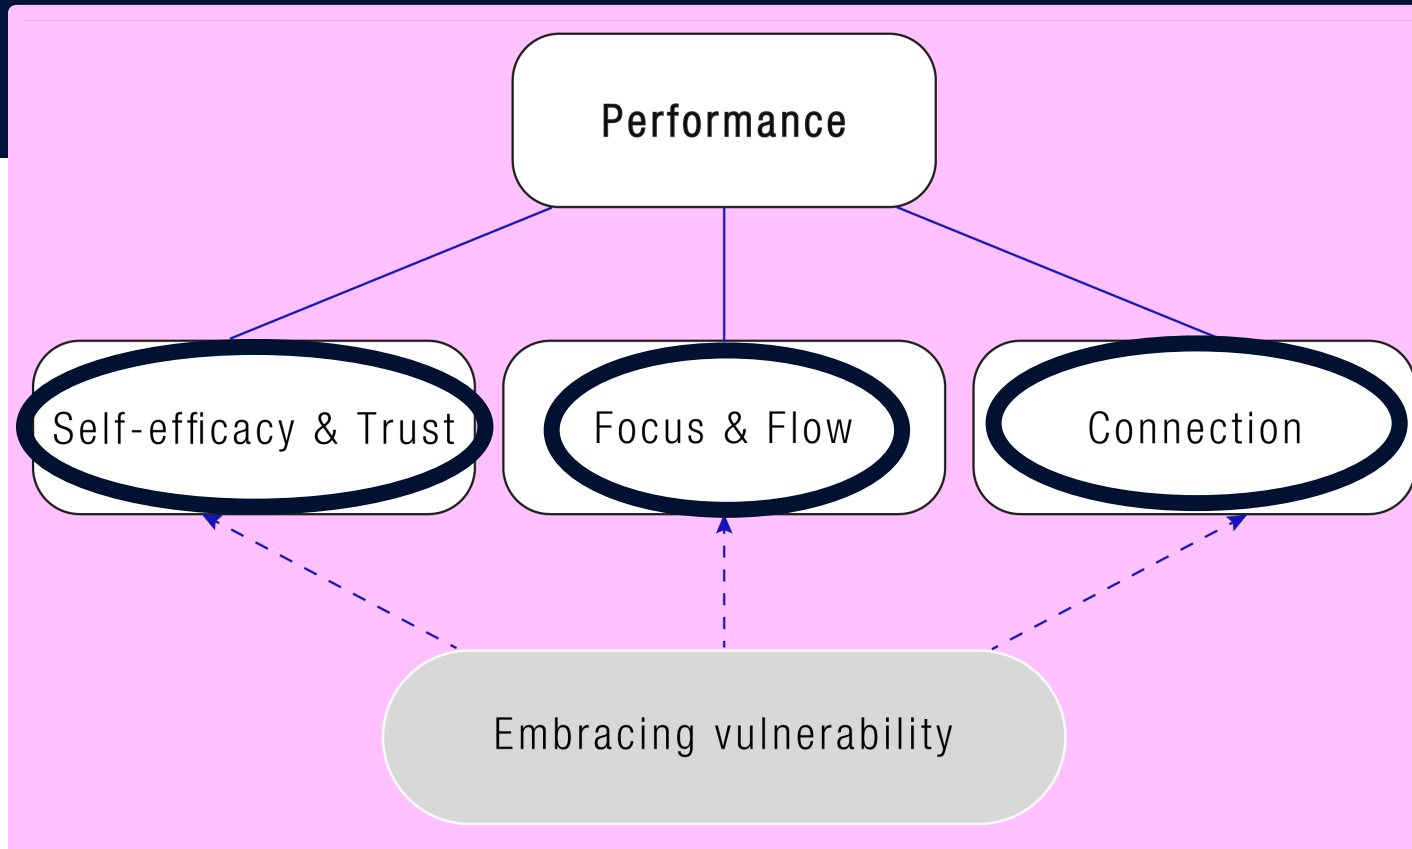 Performance
Self-efficacy & Trust
Focus & Flow
Connection
Embracing vulnerability